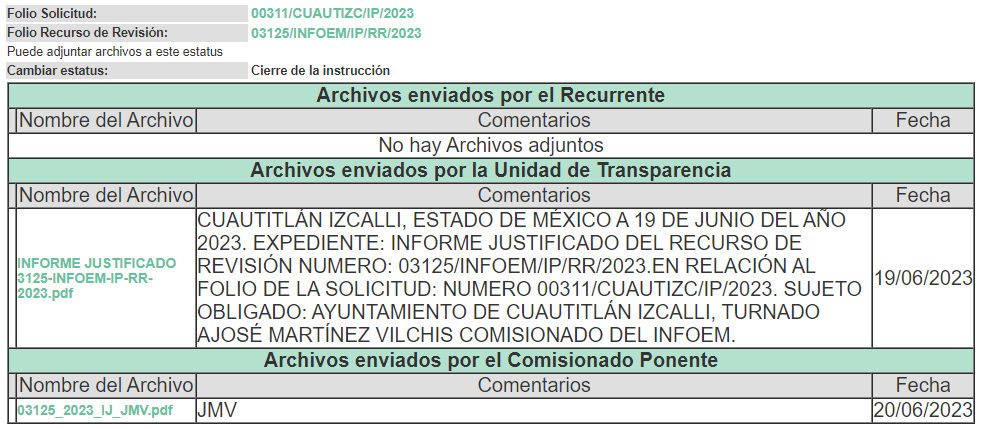 Folio Solicitud: 00311/CUAUTIZC/IP/2023
Folio Recurso de Revisión: 03125/INFOEM/IP/RR/2023
Puede adjuntar archivos a este estatus
Cambiar estatus: Cierre de la instrucción
Archivos enviados por el Recurrente
Nombre del Archivo Comentarios Fecha
No hay Archivos adjuntos
Archivos enviados por la Unidad de Transparencia
Nombre del Archivo Comentarios Fecha
INFORME JUSTIFICADO
3125-INFOEM-IP-RR-
2023.pdf
CUAUTITLÁN IZCALLI, ESTADO DE MÉXICO A 19 DE JUNIO DEL AÑO
2023. EXPEDIENTE: INFORME JUSTIFICADO DEL RECURSO DE
REVISIÓN NUMERO: 03125/INFOEM/IP/RR/2023.EN RELACIÓN AL
FOLIO DE LA SOLICITUD: NUMERO 00311/CUAUTIZC/IP/2023. SUJETO
OBLIGADO: AYUNTAMIENTO DE CUAUTITLÁN IZCALLI, TURNADO
AJOSÉ MARTÍNEZ VILCHIS COMISIONADO DEL INFOEM.
19/06/2023
Archivos enviados por el Comisionado Ponente
Nombre del Archivo Comentarios Fecha
03125_2023_IJ_JMV.pdf JMV 20/06/2023